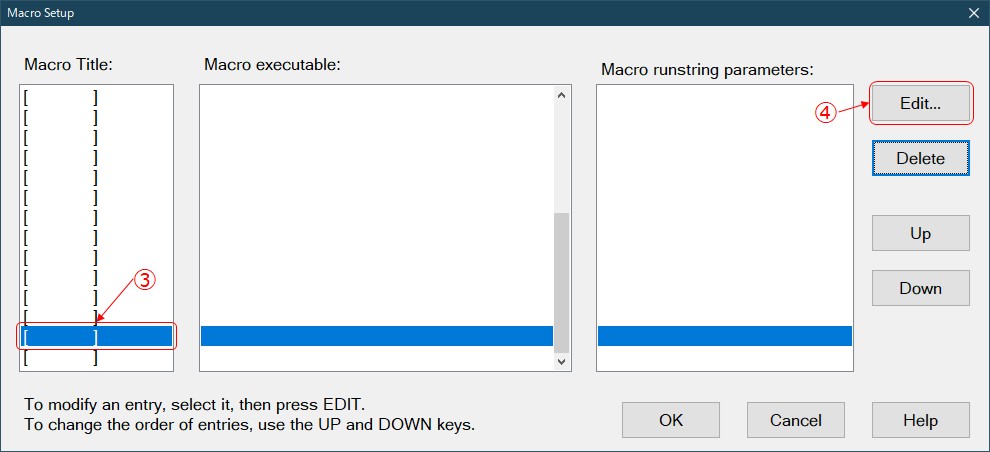 Macro Setup
Macro Title:
Macro executable:
Macro runstring parameters:
[ ]
[ ]
[ ]
[ ]
[ ]
[ ]
[ ]
[ ]
[ ]
[ ]
[ ]
[ ]
[ ]
[ ]
③
④
Edit...
Delete
Up
Down
To modify an entry, select it, then press EDIT.
To change the order of entries, use the UP and DOWN keys.
OK
Cancel
Help